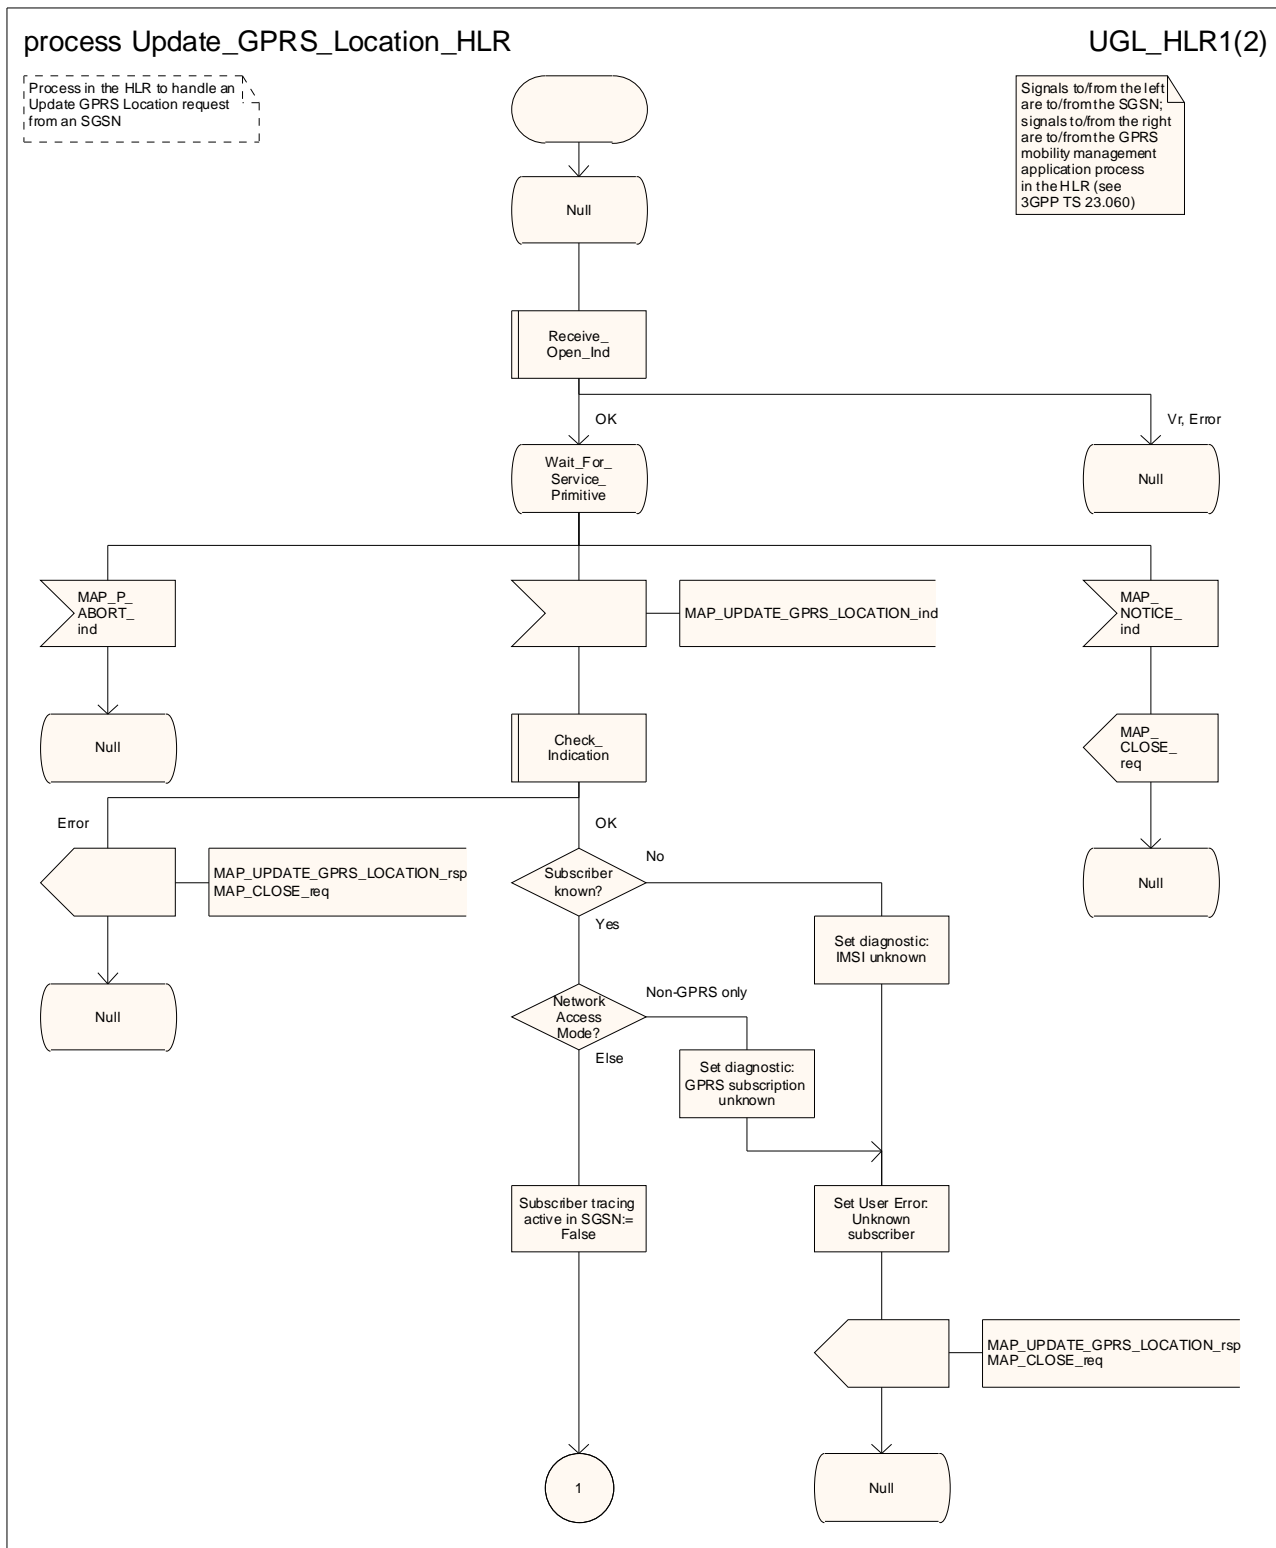 process Update_GPRS_Location_HLR
UGL_HLR1(2)
Process in the HLR to handle an
Update GPRS Location request
from an SGSN
Signals to/from the left
are to/from the SGSN;
signals to/from the right
are to/from the GPRS
mobility management
application process
in the HLR (see
3GPP TS 23.060)
Null
Receive_
Open_Ind
OK
Vr, Error
Wait_For_
Service_
Primitive
Null
MAP_P_
ABORT_
ind
MAP_UPDATE_GPRS_LOCATION_ind
MAP_
NOTICE_
ind
Null
Check_
Indication
MAP_
CLOSE_
req
Error
OK
MAP_UPDATE_GPRS_LOCATION_rsp
MAP_CLOSE_req
Subscriber
known?
No
Yes
Null
Set diagnostic:
IMSI unknown
Null
Network
Access
Mode?
Non-GPRS only
Else
Set diagnostic:
GPRS subscription
unknown
Subscriber tracing
active in SGSN:=
False
Set User Error:
Unknown
subscriber
MAP_UPDATE_GPRS_LOCATION_rsp
MAP_CLOSE_req
1
Null